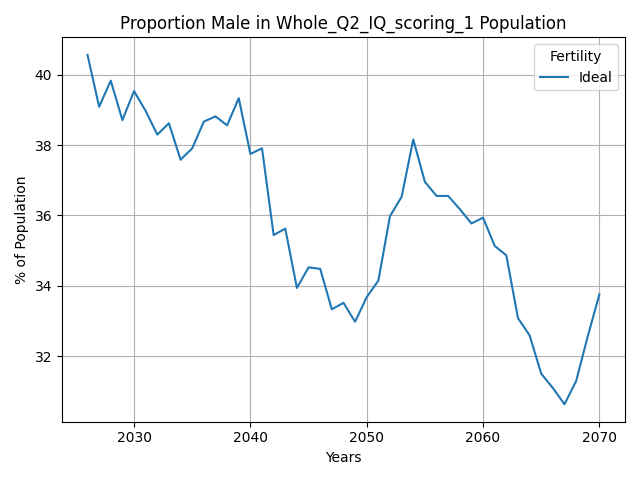 Proportion Male in Whole_Q2_IQ_scoring_1 Population
Fertility
Ideal
% of Population
40
38
36
34
32
2030
2040
2050
2060
2070
Years